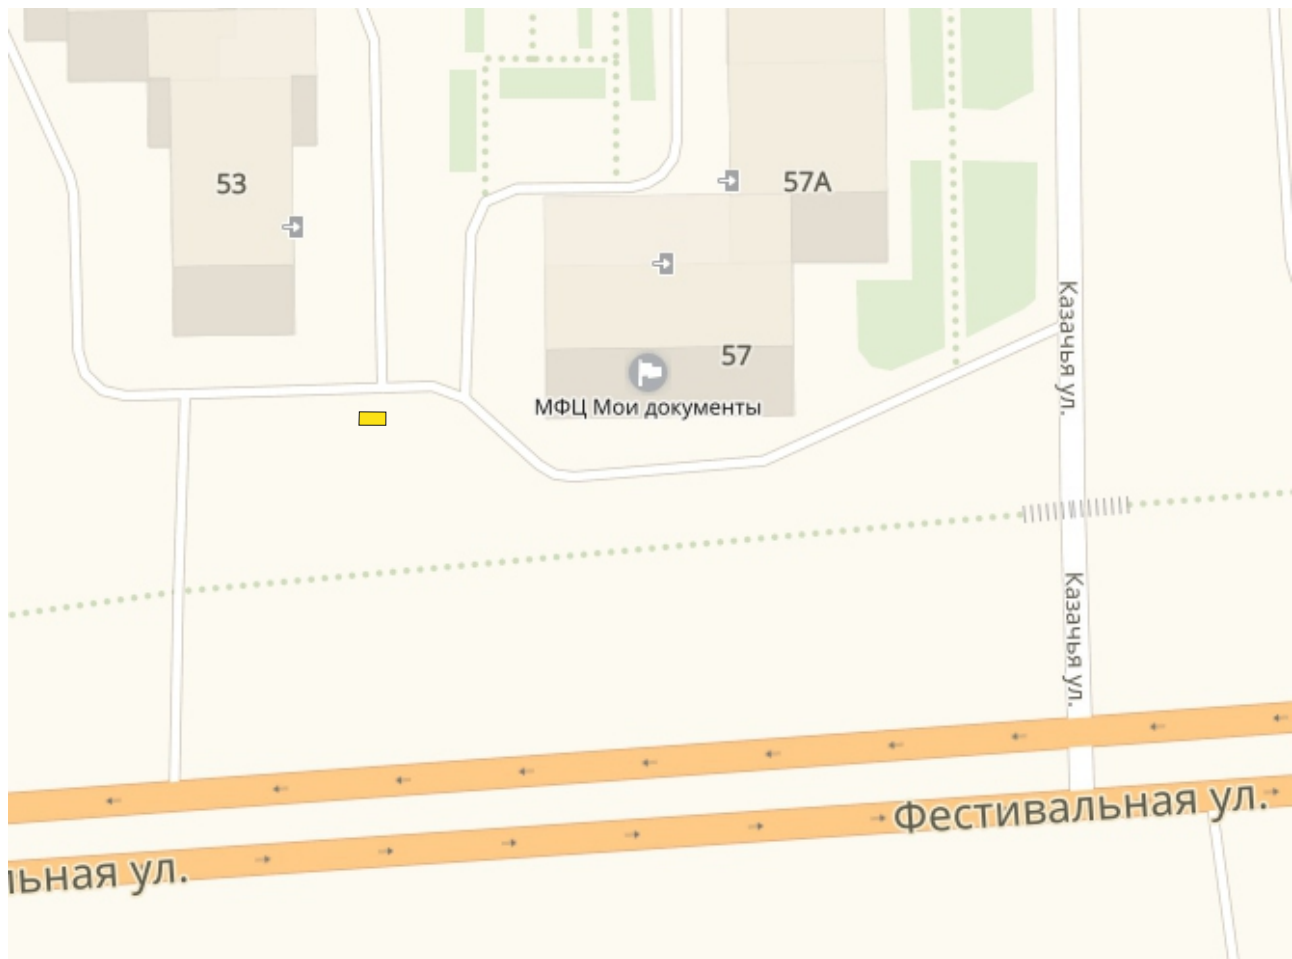 53
57А
57
МФЦ Мои документы
Казачья ул.
Казачья ул.
Фестивальная ул.
льная ул.